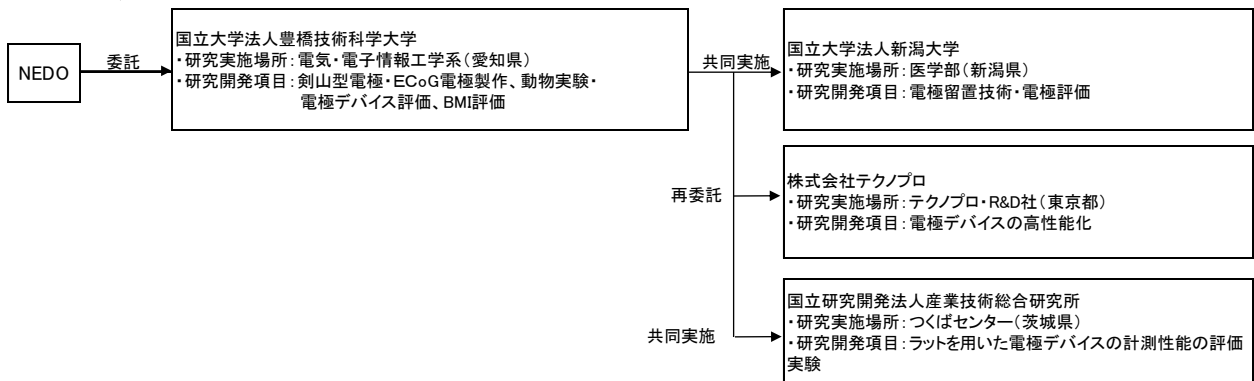 NEDO
委託
国立大学法人豊橋技術科学大学
・研究実施場所：電気・電子情報工学系（愛知県）
・研究開発項目：剣山型電極・ECoG電極製作、動物実験・
電極デバイス評価、BMI評価
共同実施
国立大学法人新潟大学
・研究実施場所：医学部（新潟県）
・研究開発項目：電極留置技術・電極評価
再委託
株式会社テクノプロ
・研究実施場所：テクノプロ・R&D社（東京都）
・研究開発項目：電極デバイスの高性能化
共同実施
国立研究開発法人産業技術総合研究所
・研究実施場所：つくばセンター（茨城県）
・研究開発項目：ラットを用いた電極デバイスの計測性能の評価
実験